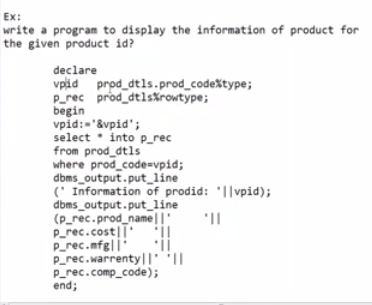 Ex:
write a program to display the information of product for
the given product id?
declare
vpid prod_dtls.prod_code%type;
p_rec prod_dtls%rowtype;
begin
vpid:='&vpid';
select * into p_rec
from prod_dtls
where prod_code=vpid;
dbms_output.put_line
(' Information of prodid: '||vpid);
dbms_output.put_line
(p_rec.prod_name||'     '||
p_rec.cost||'    '||
p_rec.mfg||'    '||
p_rec.warrenty||' '||
p_rec.comp_code);
end;